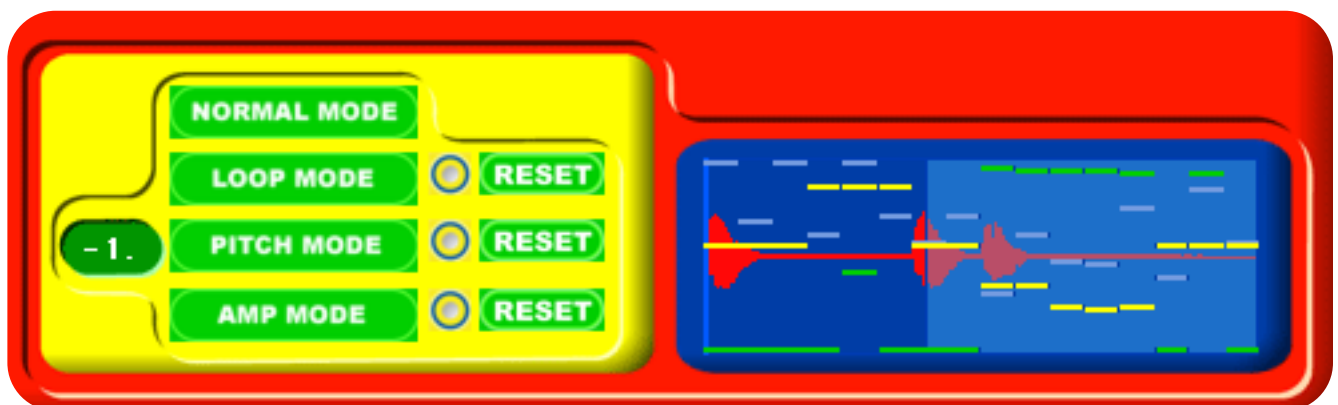 NORMAL MODE
LOOP MODE RESET
-1. PITCH MODE RESET
AMP MODE RESET